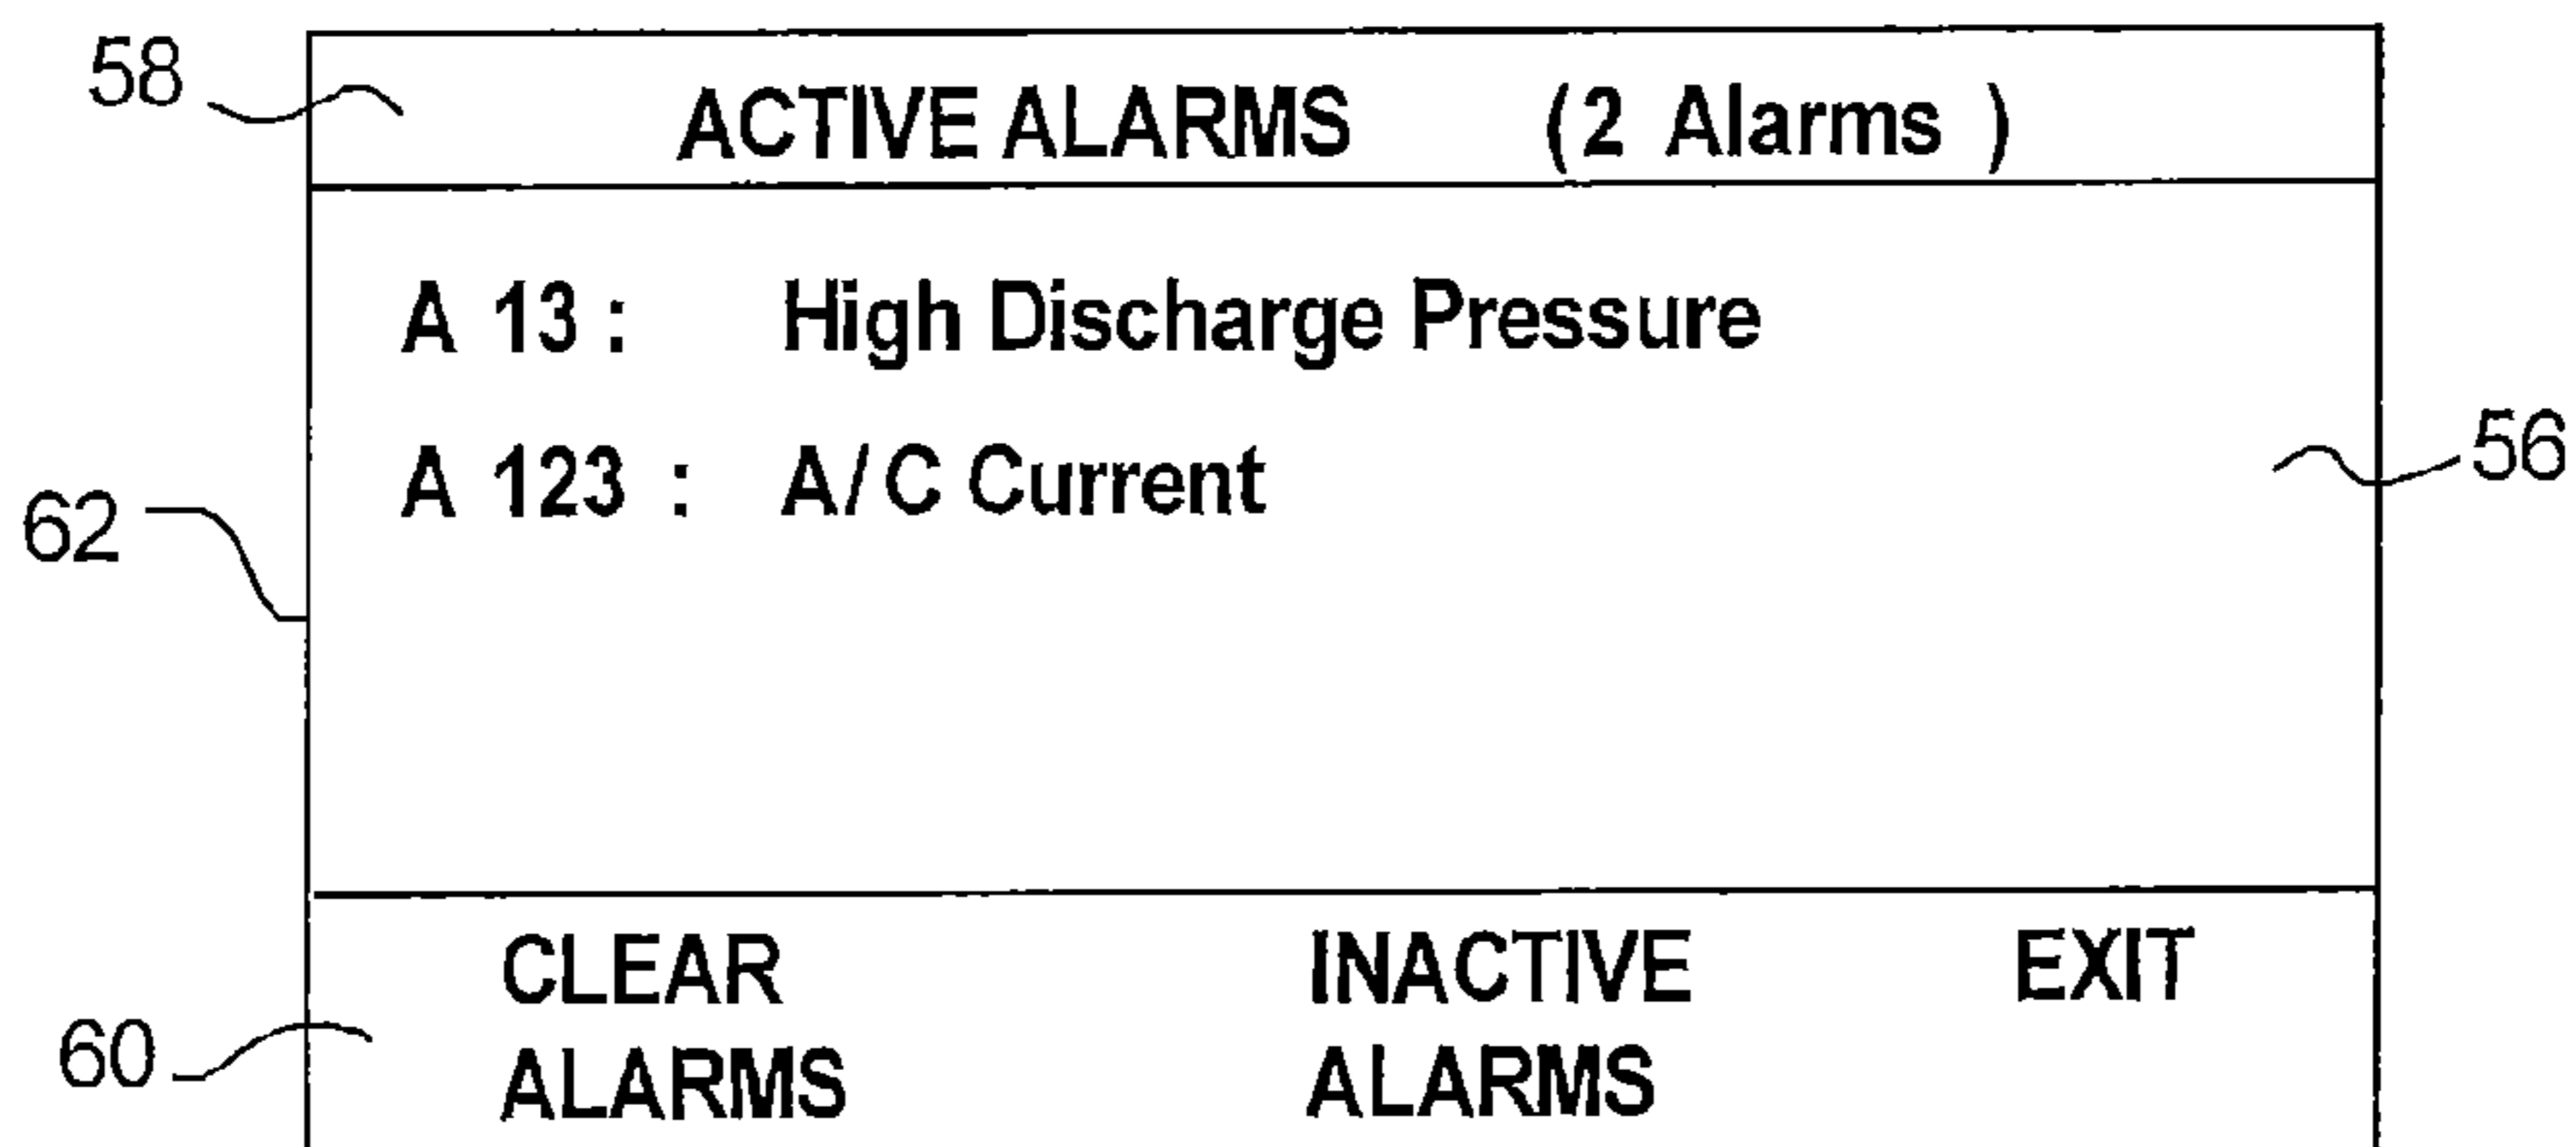 58
ACTIVE ALARMS (2 Alarms )
A 13 : High Discharge Pressure
A 123 : A/C Current
56
62
CLEAR ALARMS
INACTIVE ALARMS
EXIT
60